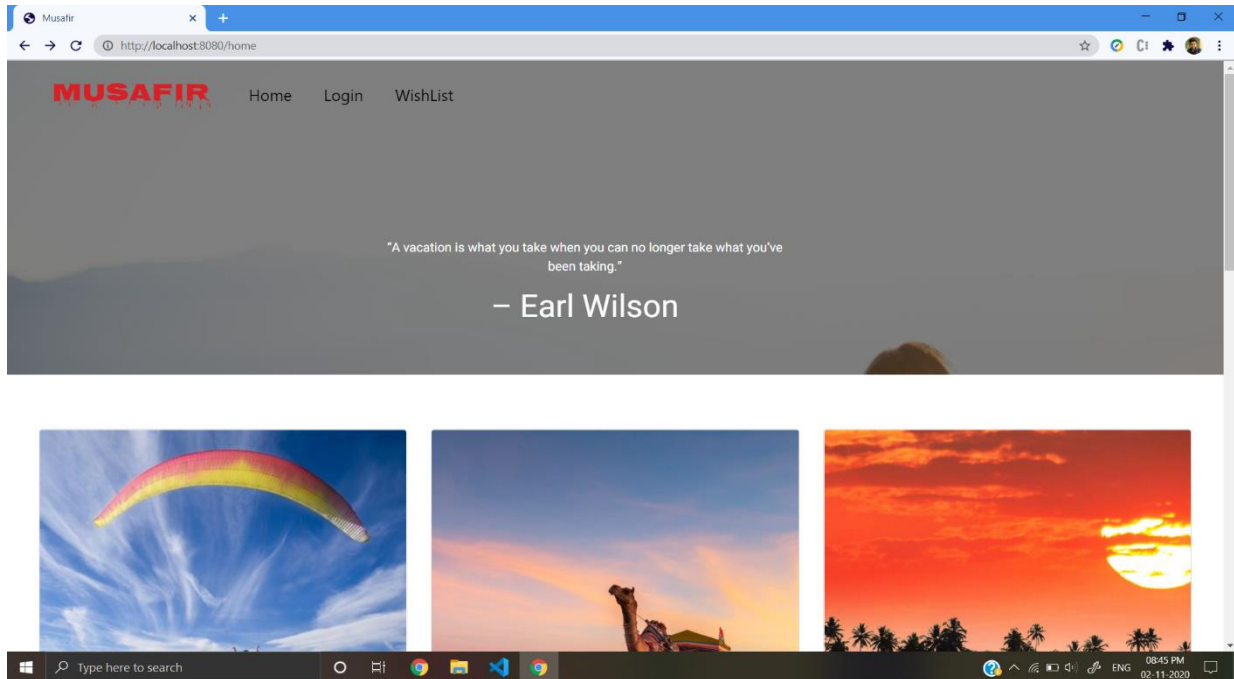 Musafir
http://localhost:8080/home
MUSAFIR Home Login WishList
“A vacation is what you take when you can no longer take what you’ve
been taking.”
– Earl Wilson
Type here to search
ENG
08:45 PM
02-11-2020